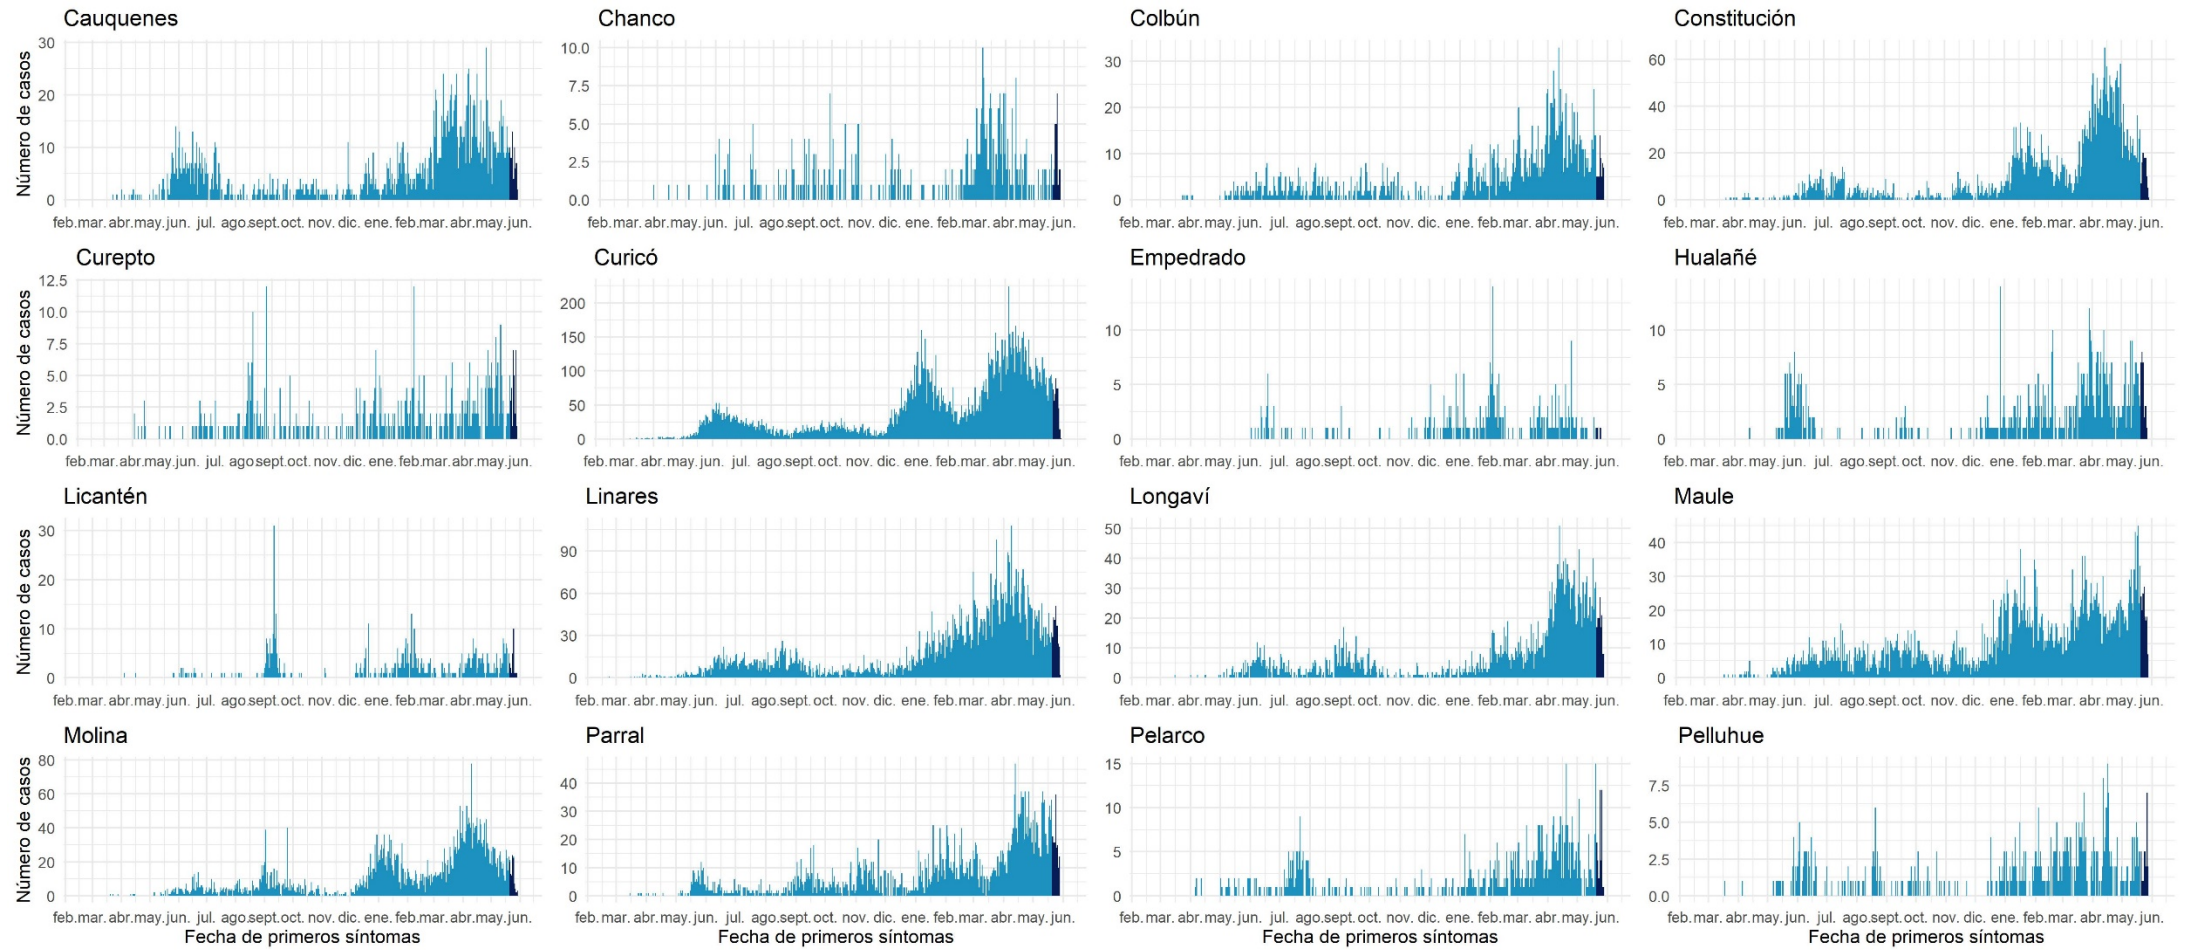 Cauquenes Chanco Colbún Constitución
Número de casos
30
20
10
0
10.0
7.5
5.0
2.5
0.0
30
20
10
0
60
40
20
0
feb.mar. abr.may.jun. jul. ago.sept.oct. nov. dic. ene. feb.mar. abr.may.jun.
feb.mar. abr.may.jun. jul. ago.sept.oct. nov. dic. ene. feb.mar. abr.may.jun.
feb.mar. abr.may.jun. jul. ago.sept.oct. nov. dic. ene. feb.mar. abr.may.jun.
feb.mar. abr.may.jun. jul. ago.sept.oct. nov. dic. ene. feb.mar. abr.may.jun.
Curepto Curicó Empedrado Hualañé
Número de casos
12.5
10.0
7.5
5.0
2.5
0.0
200
150
100
50
0
10
5
0
10
5
0
feb.mar. abr.may.jun. jul. ago.sept.oct. nov. dic. ene. feb.mar. abr.may.jun.
feb.mar. abr.may.jun. jul. ago.sept.oct. nov. dic. ene. feb.mar. abr.may.jun.
feb.mar. abr.may.jun. jul. ago.sept.oct. nov. dic. ene. feb.mar. abr.may.jun.
feb.mar. abr.may.jun. jul. ago.sept.oct. nov. dic. ene. feb.mar. abr.may.jun.
Licantén Linares Longaví Maule
Número de casos
30
20
10
0
90
60
30
0
50
40
30
20
10
0
40
30
20
10
0
feb.mar. abr.may.jun. jul. ago.sept.oct. nov. dic. ene. feb.mar. abr.may.jun.
feb.mar. abr.may.jun. jul. ago.sept.oct. nov. dic. ene. feb.mar. abr.may.jun.
feb.mar. abr.may.jun. jul. ago.sept.oct. nov. dic. ene. feb.mar. abr.may.jun.
feb.mar. abr.may.jun. jul. ago.sept.oct. nov. dic. ene. feb.mar. abr.may.jun.
Molina Parral Pelarco Pelluhue
Número de casos
80
60
40
20
0
40
30
20
10
0
15
10
5
0
7.5
5.0
2.5
0.0
feb.mar. abr.may.jun. jul. ago.sept.oct. nov. dic. ene. feb.mar. abr.may.jun.
feb.mar. abr.may.jun. jul. ago.sept.oct. nov. dic. ene. feb.mar. abr.may.jun.
feb.mar. abr.may.jun. jul. ago.sept.oct. nov. dic. ene. feb.mar. abr.may.jun.
feb.mar. abr.may.jun. jul. ago.sept.oct. nov. dic. ene. feb.mar. abr.may.jun.
Fecha de primeros síntomas Fecha de primeros síntomas Fecha de primeros síntomas Fecha de primeros síntomas